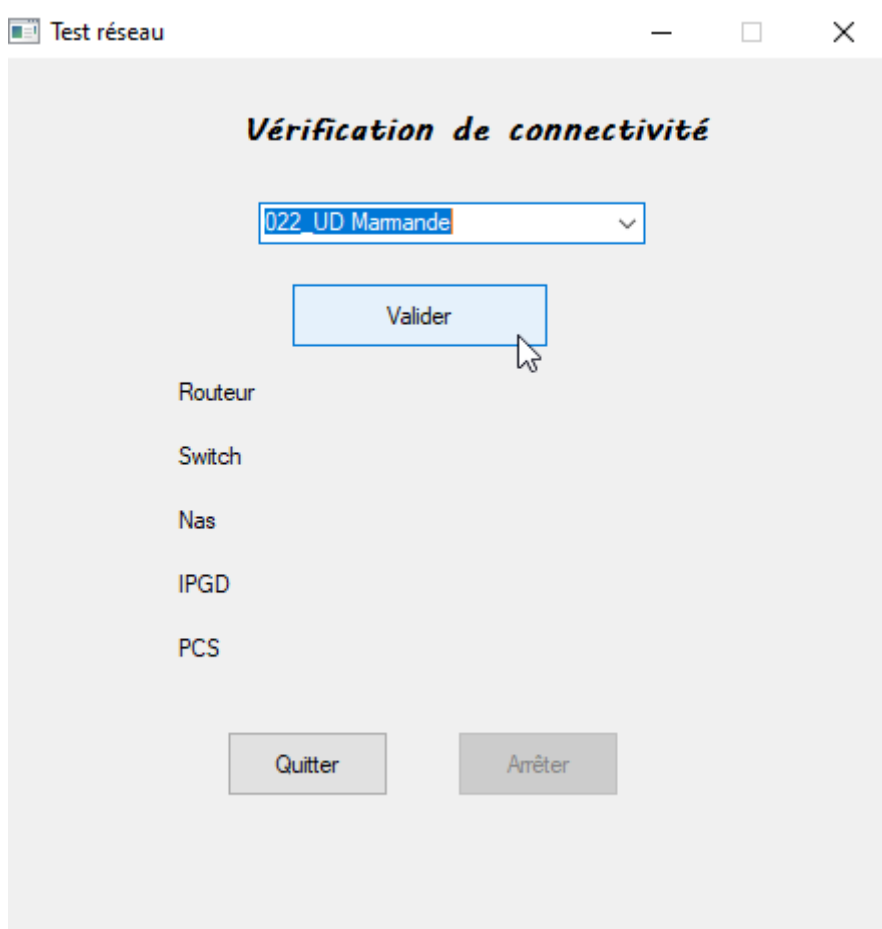 Test réseau
Vérification de connectivité
022_UD Marmande
Valider
Routeur
Switch
Nas
IPGD
PCS
Quitter Arrêter